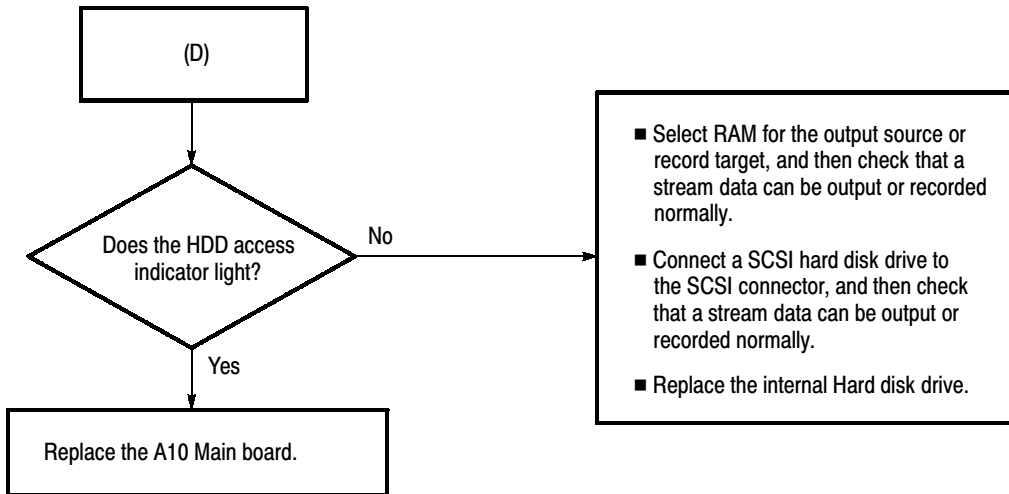 (D)
Does the HDD access
indicator light?
No
Yes
Replace the A10 Main board.
■ Select RAM for the output source or
record target, and then check that a
stream data can be output or recorded
normally.
■ Connect a SCSI hard disk drive to
the SCSI connector, and then check
that a stream data can be output or
recorded normally.
■ Replace the internal Hard disk drive.